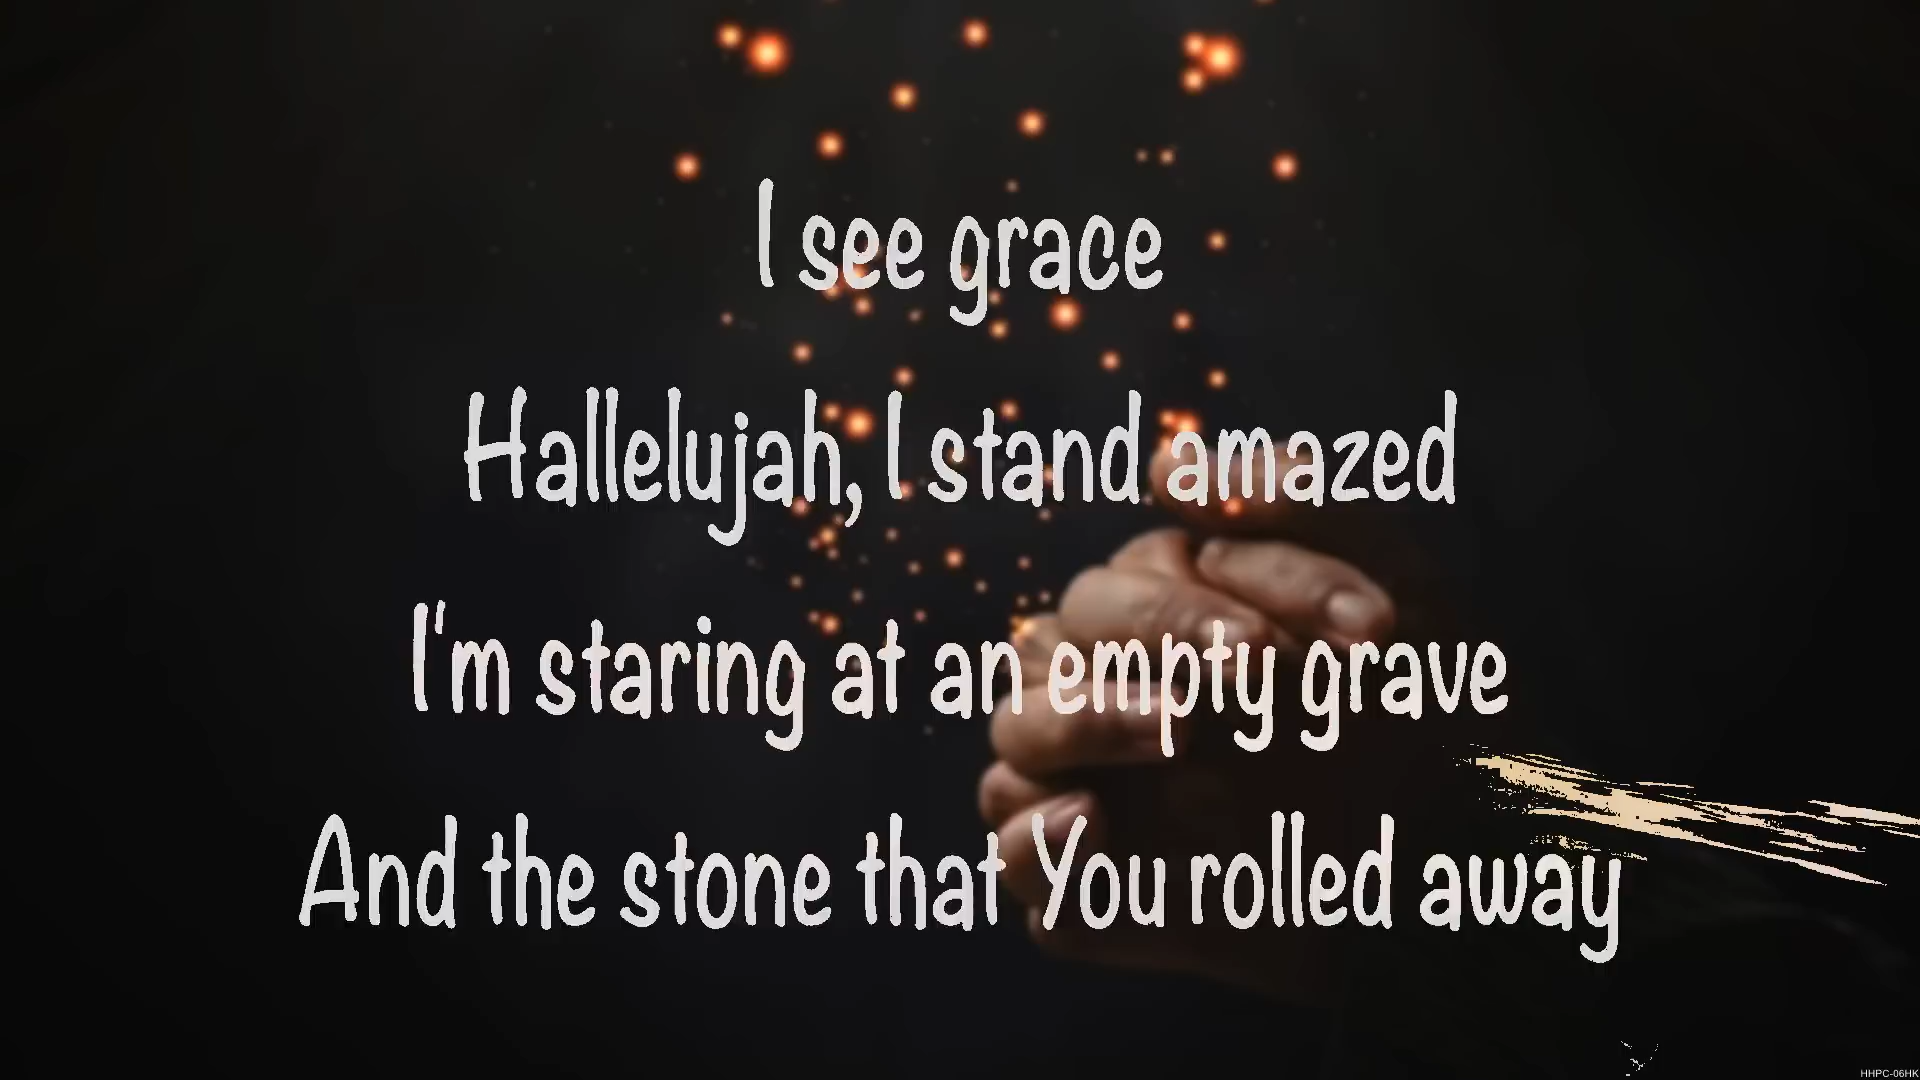 I see grace
Hallelujah, I stand amazed
I'm staring at an empty grave
And the stone that You rolled away
HHPC-06HK